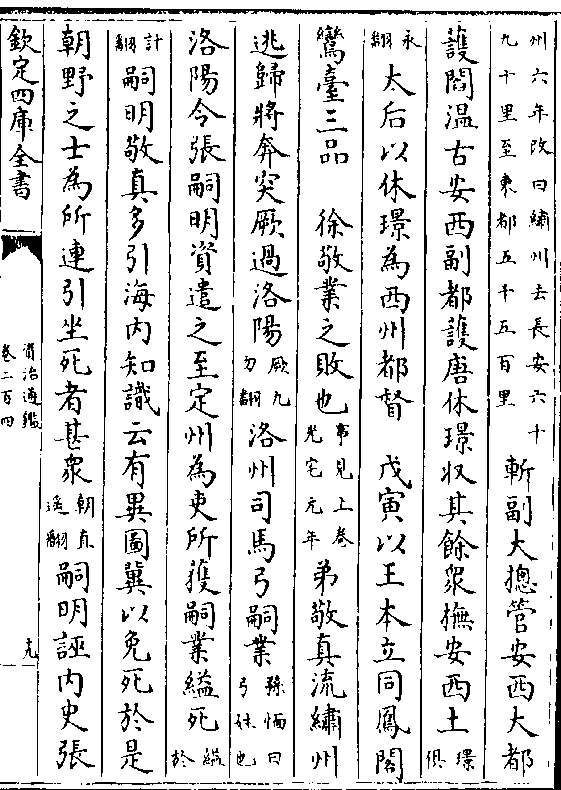 州六年改曰繡州去長安六十九十里至東都五千五百里 斬副大摠管安西大都
護閻温古安西副都護唐休璟収其餘衆撫安西土璟俱
永翻太后以休璟為西州都督 戊寅以王本立同鳳閣
鸞臺三品 徐敬業之敗也事見上卷光宅元年弟敬真流繡州
逃歸將奔突厥過洛陽厥九勿翻洛州司馬弓嗣業孫愐曰弓姓也
洛陽令張嗣明資遣之至定州為吏所獲嗣業縊死縊於
計翻嗣明敬真多引海内知識云有異圖冀以免死於是
朝野之士為所連引坐死者甚衆朝直遥翻嗣明誣内史張
欽定四庫全書
資治通鑑
卷二百四
十九